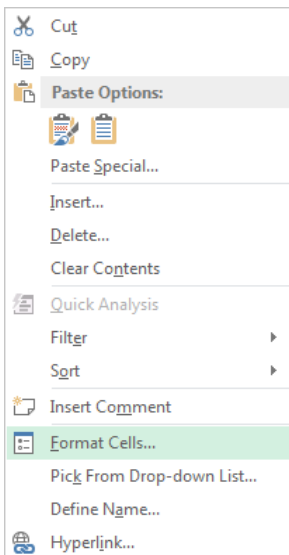 Cut
Copy
Paste Options:
Paste Special...
Insert...
Delete...
Clear Contents
Quick Analysis
Filter
Sort
Insert Comment
Format Cells...
Pick From Drop-down List...
Define Name...
Hyperlink...